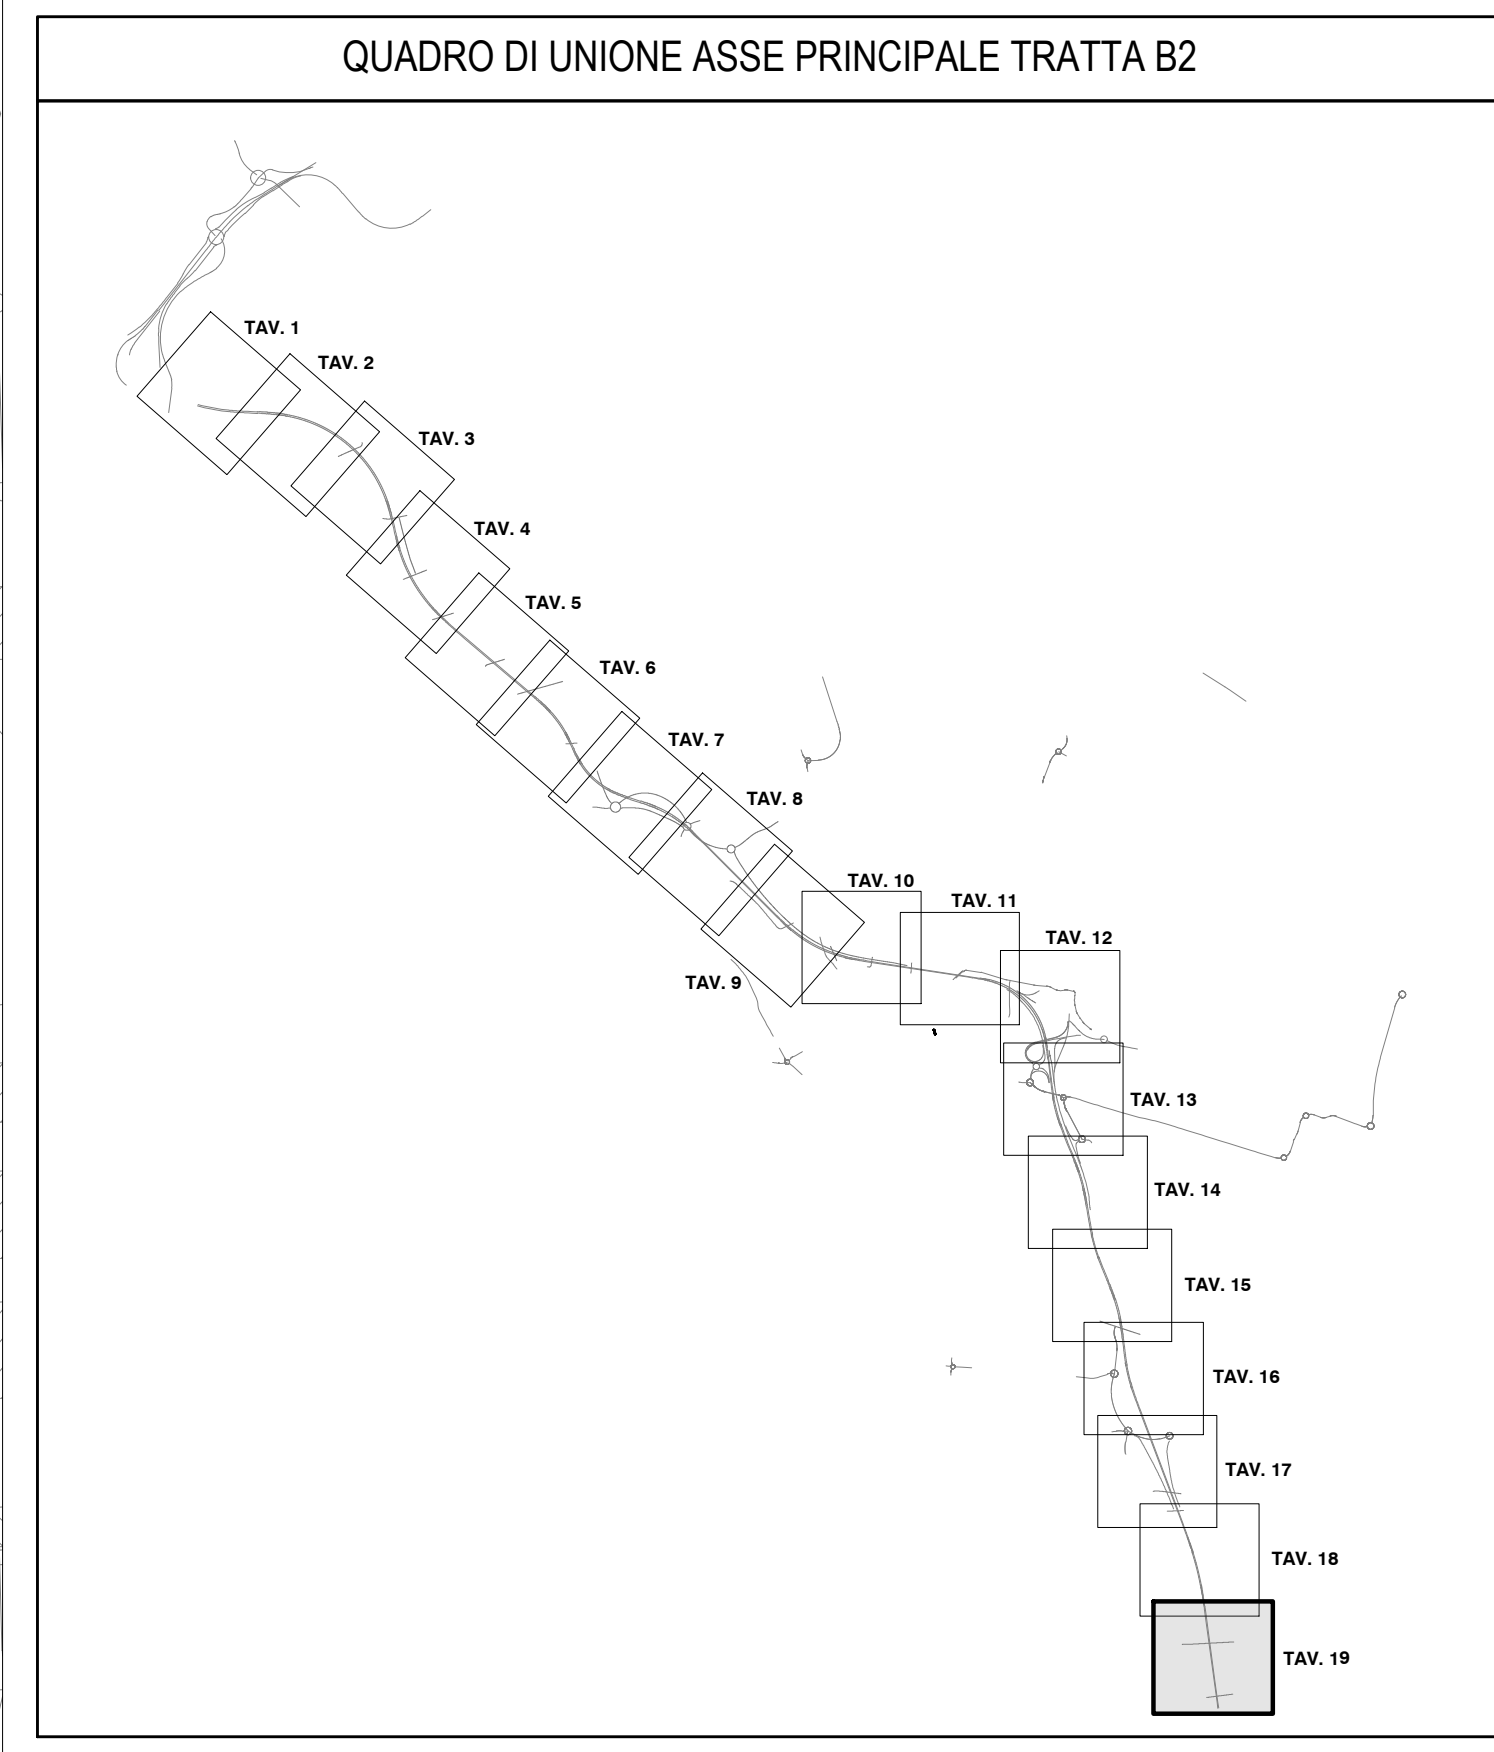 QUADRO DI UNIONE ASSE PRINCIPALE TRATTA B2
TAV. 1
TAV. 2
TAV. 3
TAV. 4
TAV. 5
TAV. 6
TAV. 7
TAV. 8
TAV. 9
TAV. 10
TAV. 11
TAV. 12
TAV. 13
TAV. 14
TAV. 15
TAV. 16
TAV. 17
TAV. 18
TAV. 19